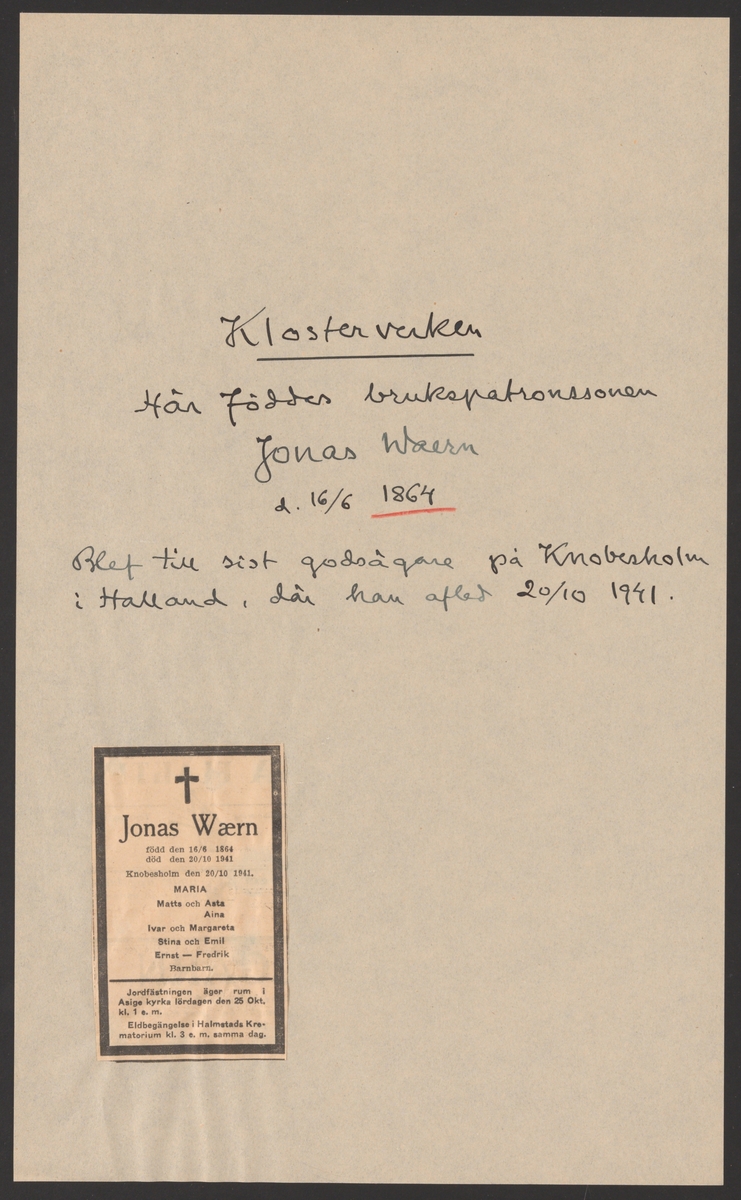 Klosterverken
Här föddes brukspatronssonen
Jonas Waern
d. 16/6 1864
Blef till sist godsägare på Knobesholm
i Halland, där han afled 20/10 1941.
Jonas Wærn
född den 16/6 1864
död den 20/10 1941
Knobesholm den 20/10 1941.
MARIA
Matts och Asta
Aina
Ivar och Margareta
Stina och Emil
Ernst — Fredrik
Barnbarn.
Jordfästningen äger rum i
Asige kyrka lördagen den 25 Okt.
kl. 1 e. m.
Eldbegängelse i Halmstads Kre-
matorium kl. 3 e. m. samma dag.